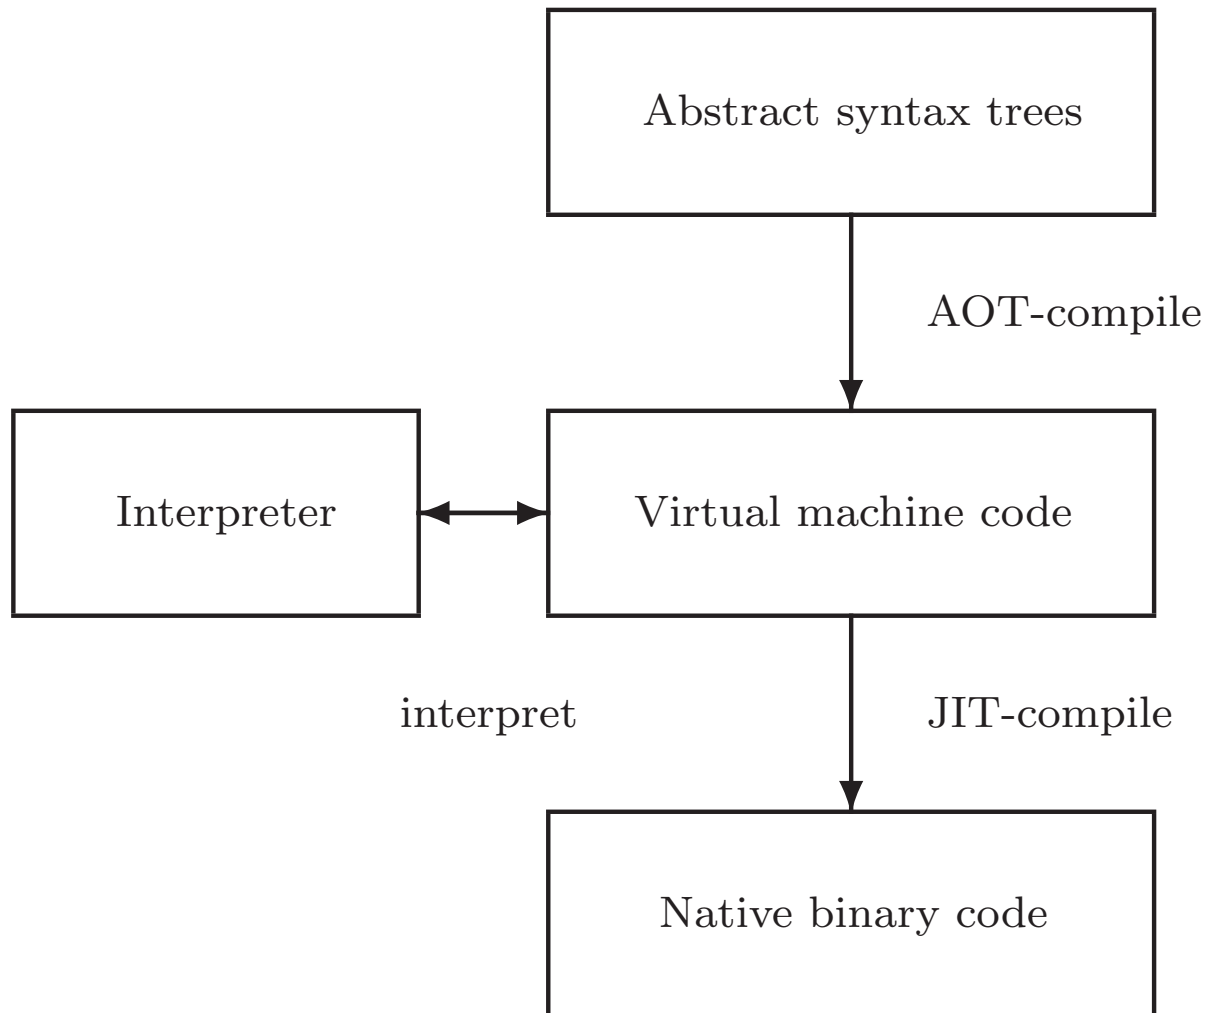 Abstract syntax trees
AOT-compile
Interpreter
Virtual machine code
interpret
JIT-compile
Native binary code